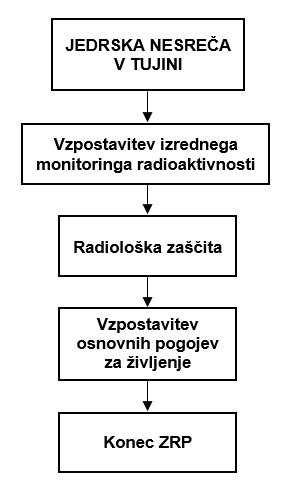 JEDRSKA NESREČA
V TUJINI
Vzpostavitev izrednega
monitoringa radioaktivnosti
Radiološka zaščita
Vzpostavitev
osnovnih pogojev
za življenje
Konec ZRP